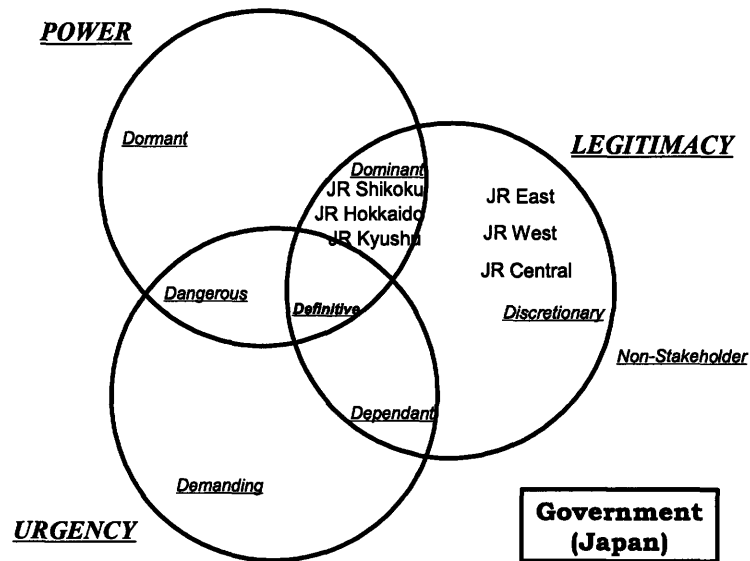 POWER
Dormant
LEGITIMACY
Dominant
JR Shikoku
JR Hokkaido
JR Kyushu
JR East
JR West
JR Central
Dangerous
Definitive
Discretionary
Non-Stakeholder
Dependant
Demanding
URGENCY
Government
(Japan)